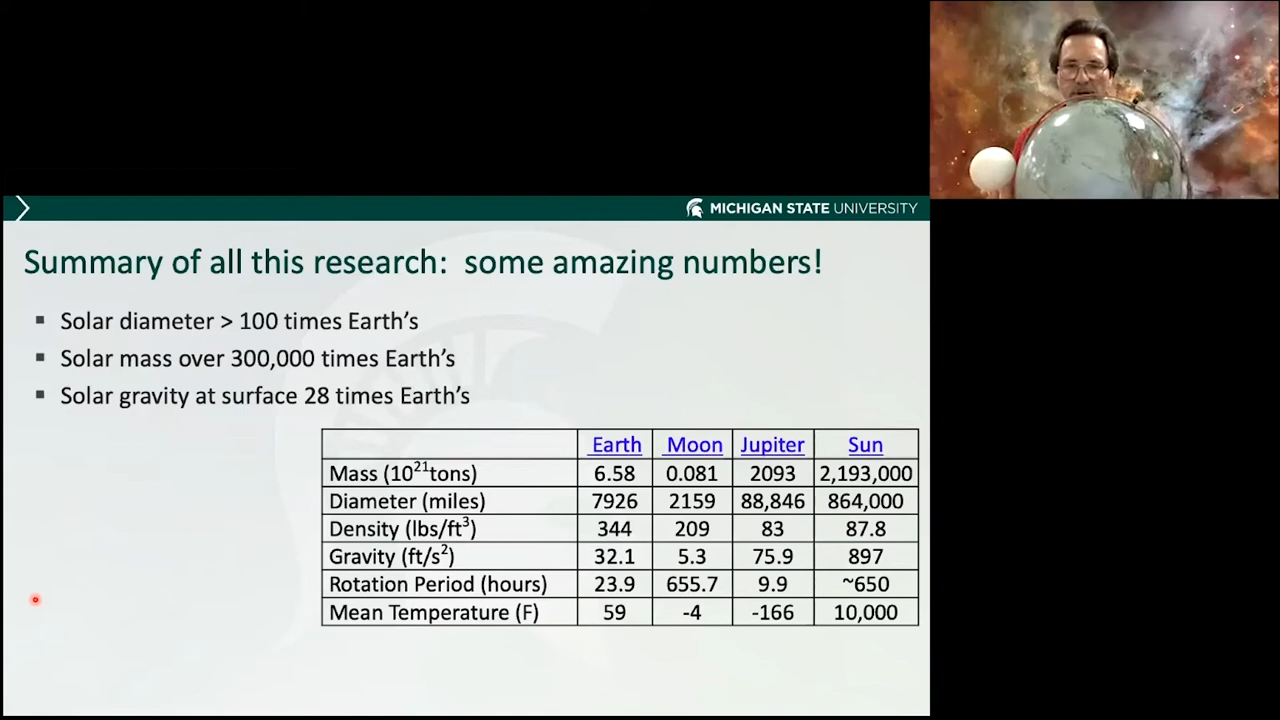 MICHIGAN STATE UNIVERSITY
Summary of all this research: some amazing numbers!
▪ Solar diameter > 100 times Earth's
▪ Solar mass over 300,000 times Earth's
▪ Solar gravity at surface 28 times Earth's
Earth Moon Jupiter Sun
Mass (10²¹tons) 6.58 0.081 2093 2,193,000
Diameter (miles) 7926 2159 88,846 864,000
Density (lbs/ft³) 344 209 83 87.8
Gravity (ft/s²) 32.1 5.3 75.9 897
Rotation Period (hours) 23.9 655.7 9.9 ~650
Mean Temperature (F) 59 -4 -166 10,000